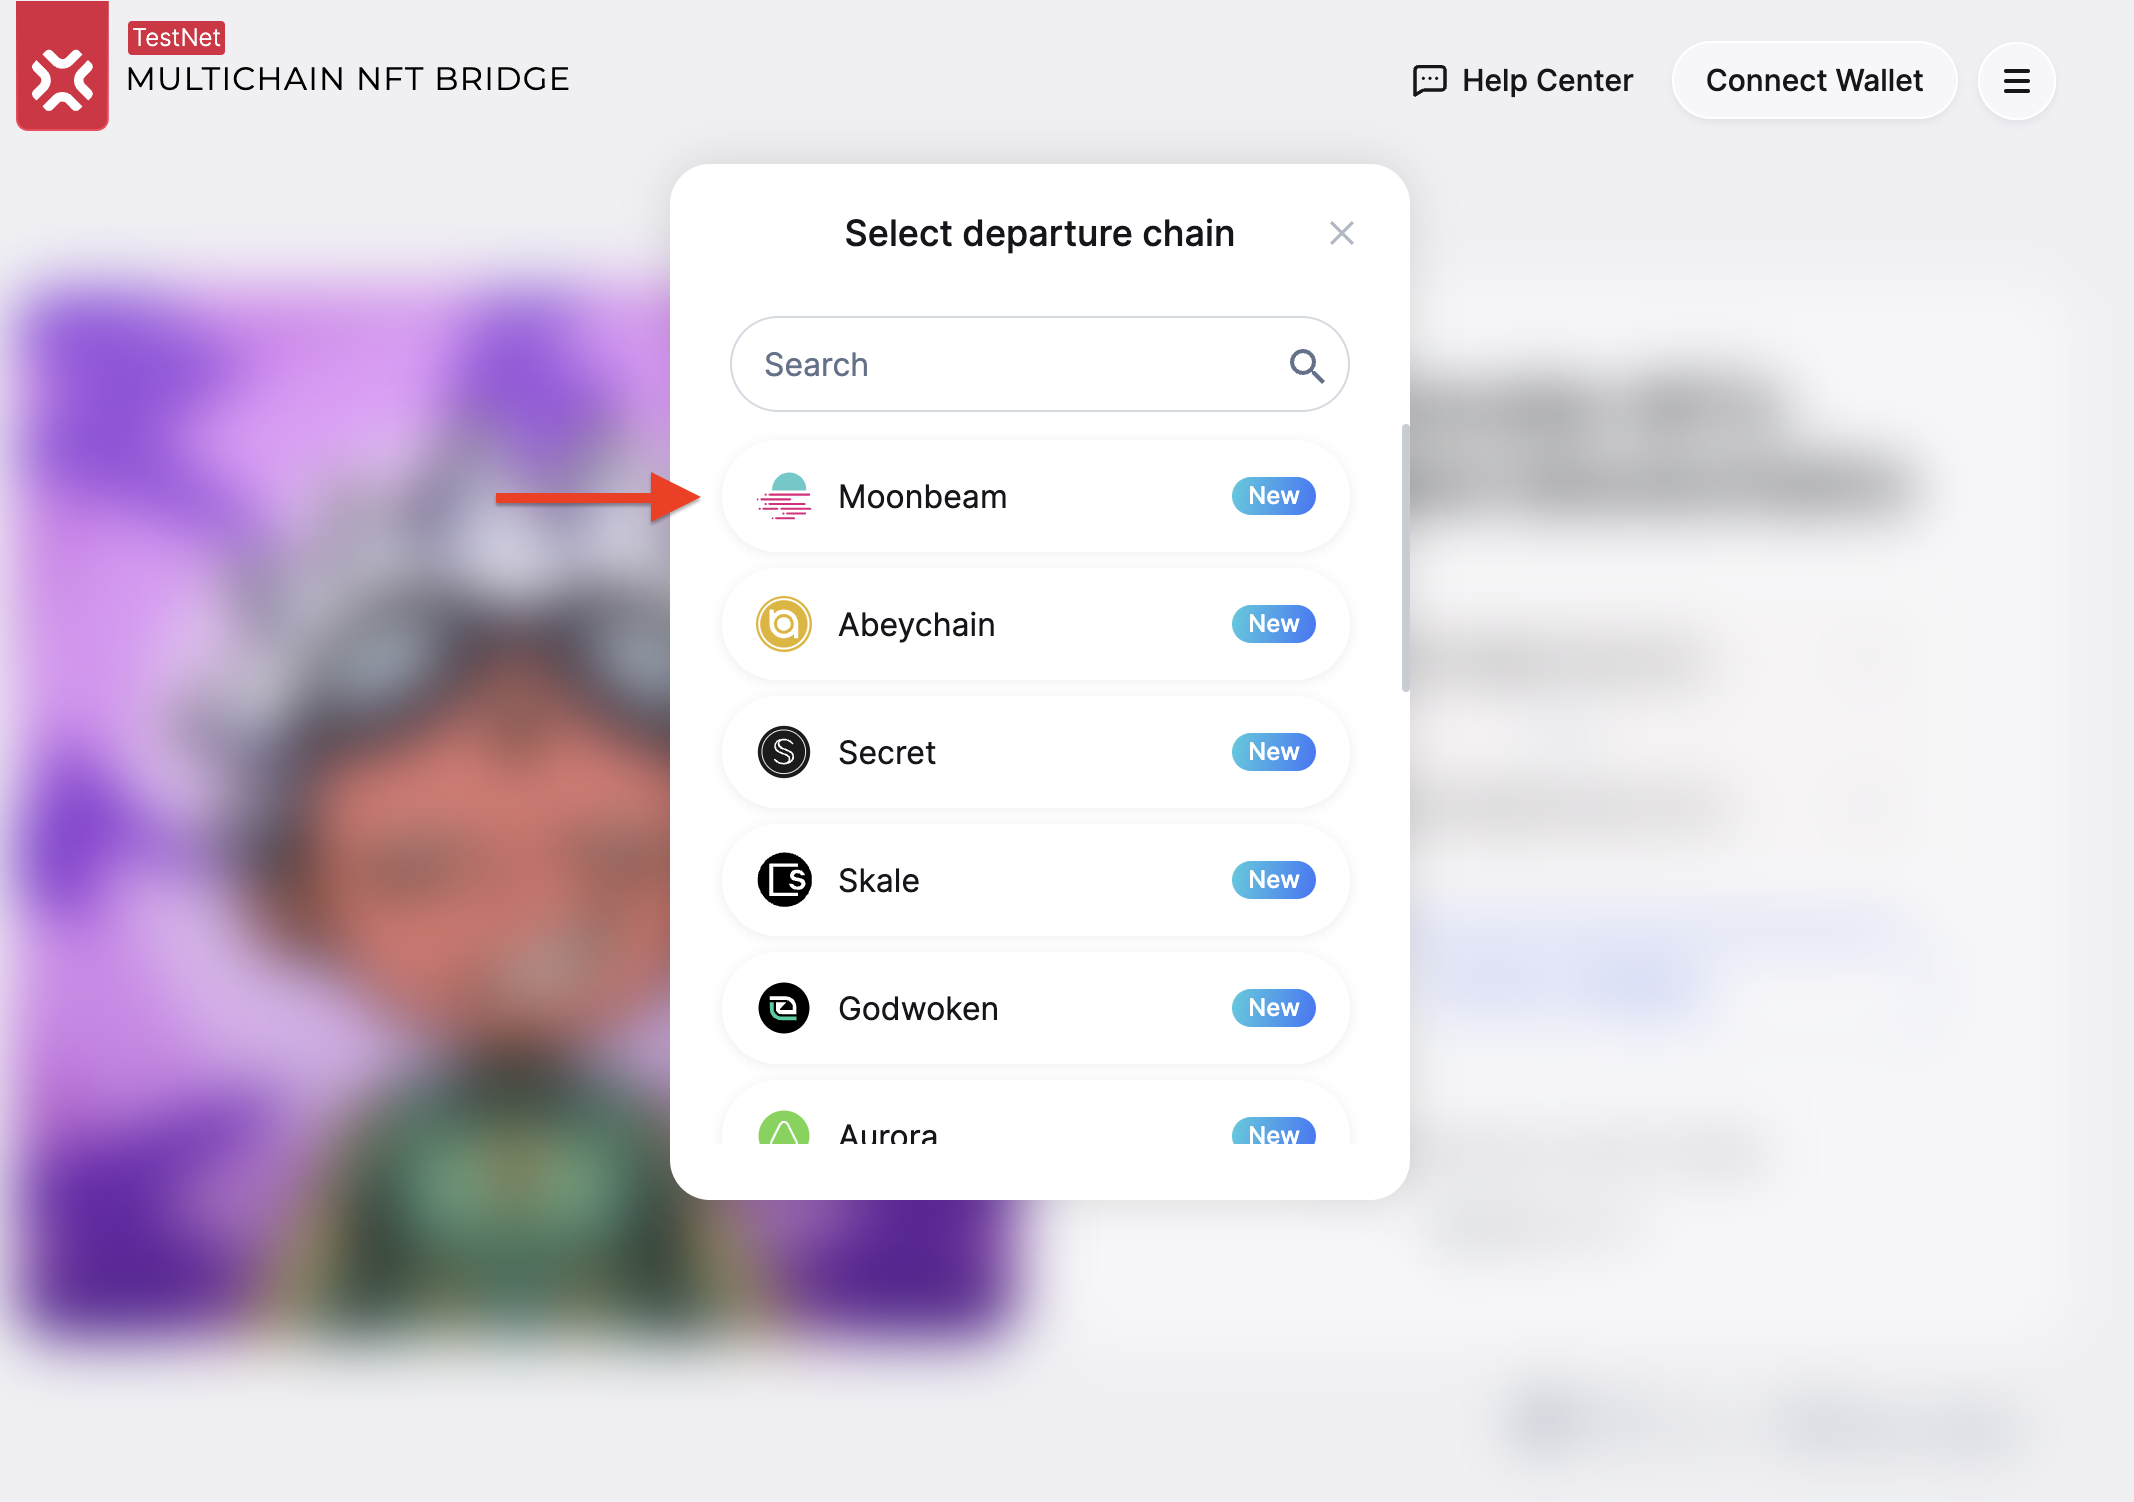 TestNet
MULTICHAIN NFT BRIDGE
Help Center
Connect Wallet
Select departure chain
Search
Moonbeam New
Abeychain New
Secret New
Skale New
Godwoken New
Aurora New